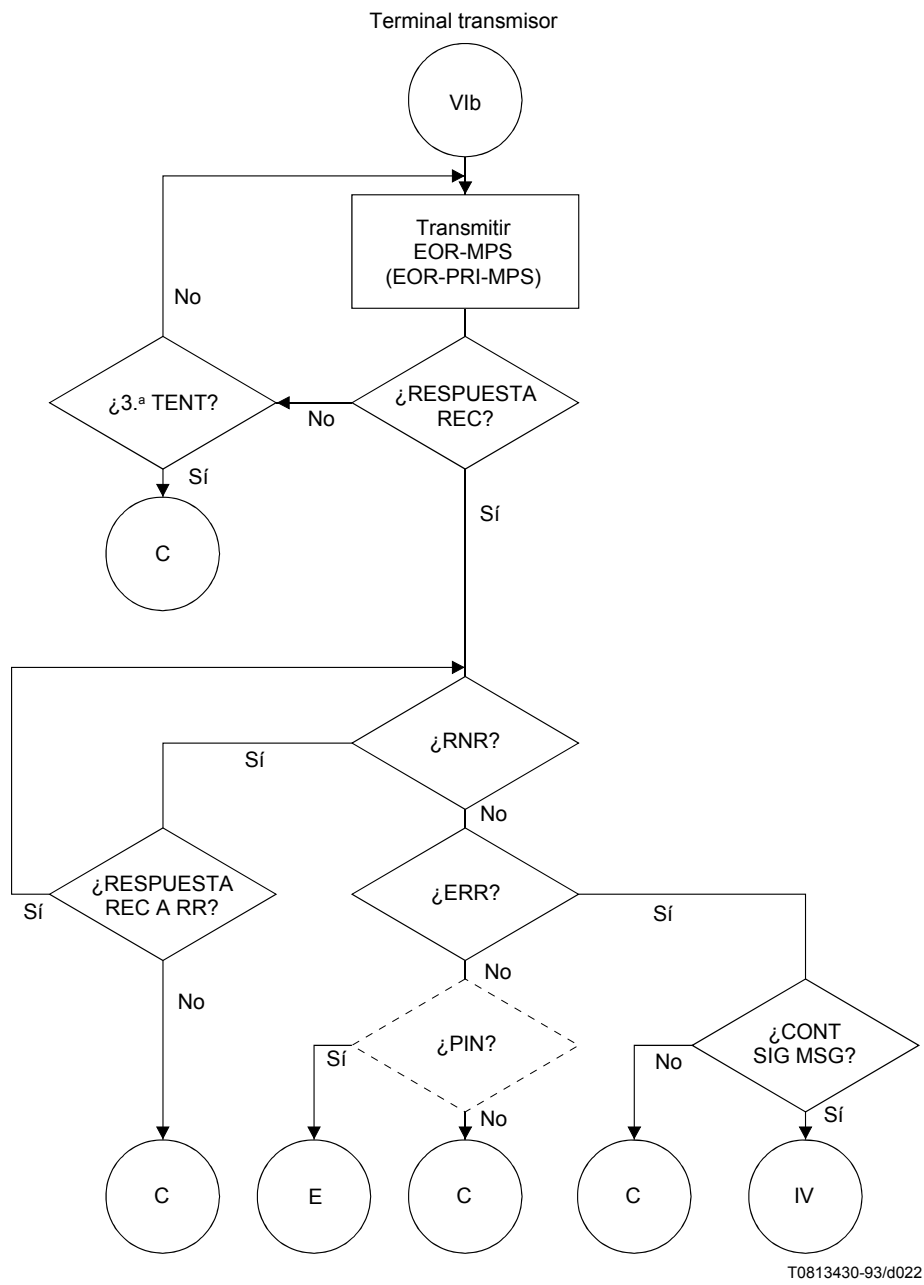 Terminal transmisor
VIb
Transmitir
EOR-MPS
(EOR-PRI-MPS)
No
¿3.ª TENT?
No
¿RESPUESTA
REC?
Sí
Sí
C
¿RNR?
Sí
No
¿RESPUESTA
REC A RR?
Sí
¿ERR?
Sí
No
No
¿PIN?
Sí
¿CONT
SIG MSG?
No
No
Sí
C
E
C
C
IV
T0813430-93/d022